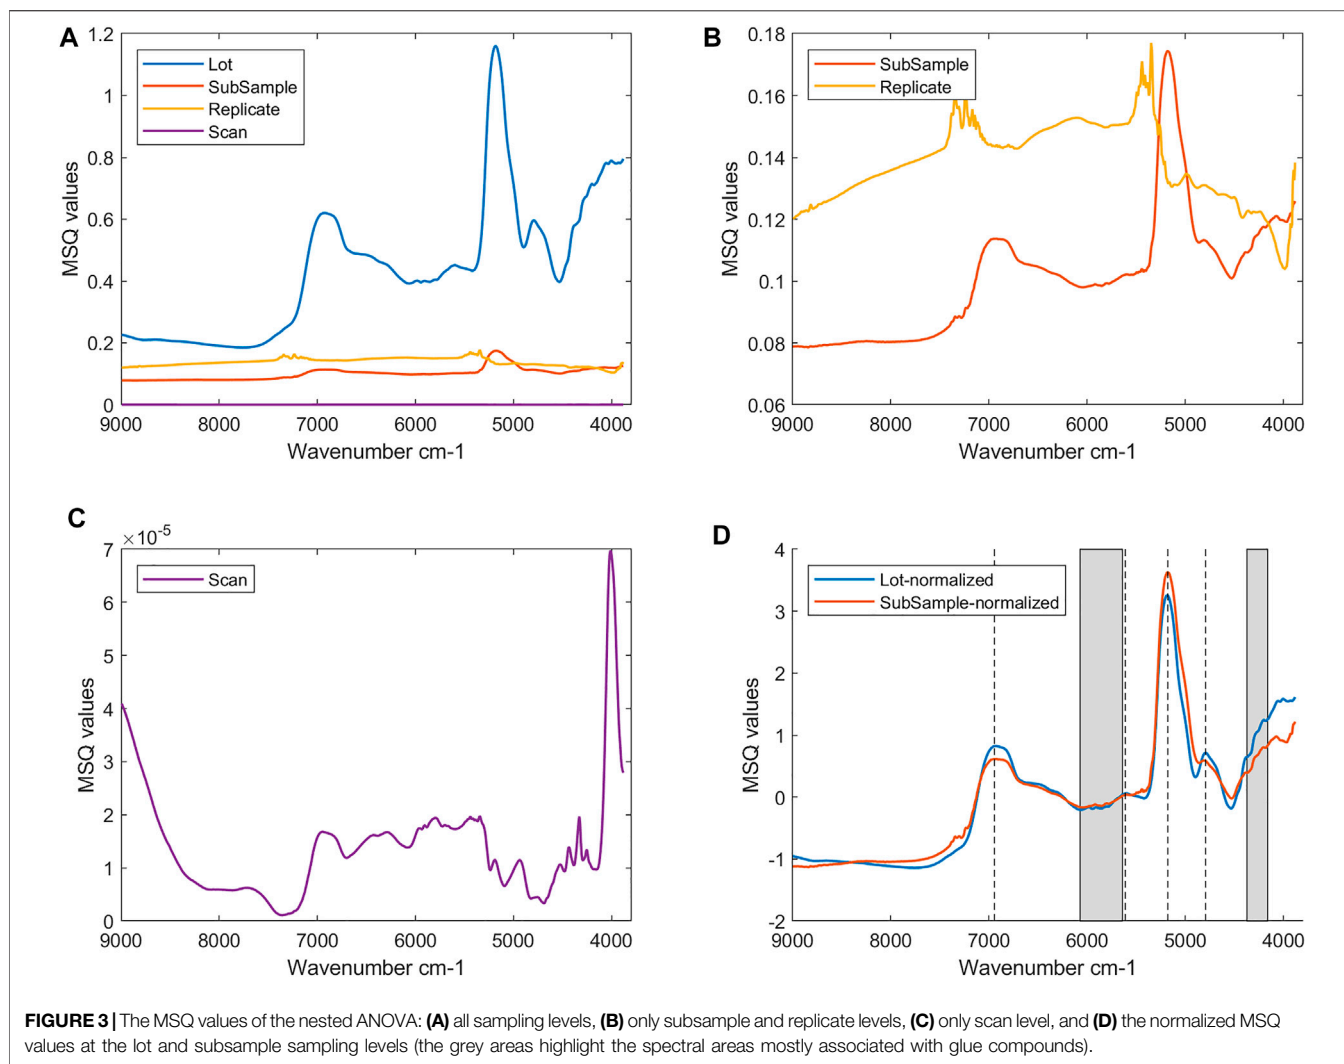 A
1.2
1
0.8
0.6
0.4
0.2
0
MSQ values
Lot
SubSample
Replicate
Scan
9000 8000 7000 6000 5000 4000
Wavenumber cm-1
B
0.18
0.16
0.14
0.12
0.1
0.08
0.06
MSQ values
SubSample
Replicate
9000 8000 7000 6000 5000 4000
Wavenumber cm-1
C
×10-5
7
6
5
4
3
2
1
0
MSQ values
Scan
9000 8000 7000 6000 5000 4000
Wavenumber cm-1
D
4
3
2
1
0
-1
-2
MSQ values
Lot-normalized
SubSample-normalized
9000 8000 7000 6000 5000 4000
Wavenumber cm-1
FIGURE 3 | The MSQ values of the nested ANOVA: (A) all sampling levels, (B) only subsample and replicate levels, (C) only scan level, and (D) the normalized MSQ
values at the lot and subsample sampling levels (the grey areas highlight the spectral areas mostly associated with glue compounds).